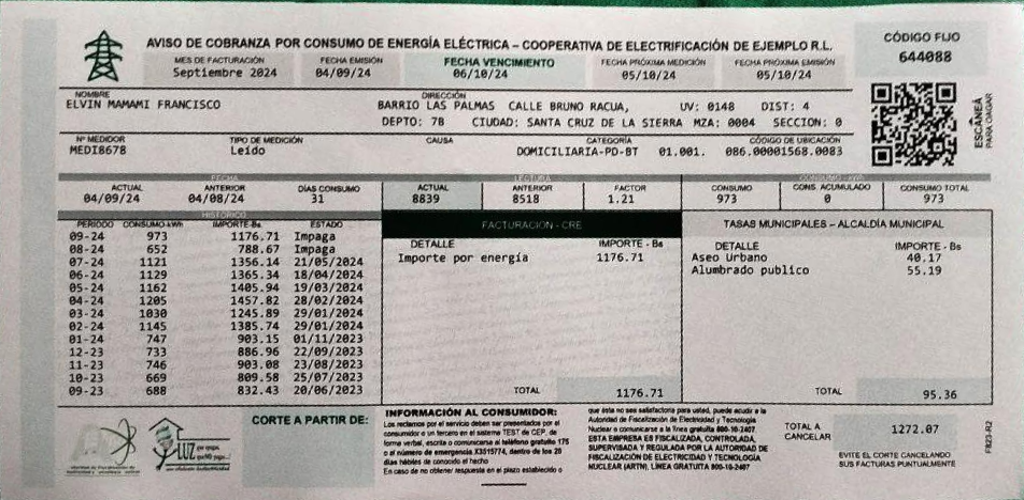 AVISO DE COBRANZA POR CONSUMO DE ENERGÍA ELÉCTRICA – COOPERATIVA DE ELECTRIFICACIÓN DE EJEMPLO R.L.
CÓDIGO FIJO
644088
MES DE FACTURACIÓN FECHA EMISIÓN FECHA VENCIMIENTO FECHA PRÓXIMA MEDICIÓN FECHA PRÓXIMA EMISIÓN
Septiembre 2024 04/09/24 06/10/24 05/10/24 05/10/24
NOMBRE DIRECCIÓN
ELVIN MAMAMI FRANCISCO BARRIO LAS PALMAS CALLE BRUNO RACUA, UV: 0148 DIST: 4
DEPTO: 7B CIUDAD: SANTA CRUZ DE LA SIERRA MZA: 0004 SECCION: 0
ESCANEÁ
PARA PAGAR
Nº MEDIDOR TIPO DE MEDICIÓN CAUSA CATEGORÍA CÓDIGO DE UBICACIÓN
MEDI8678 Leído DOMICILIARIA-PD-BT 01.001. 086.00001568.0083
FECHA LECTURA CONSUMO - kWh
ACTUAL ANTERIOR DÍAS CONSUMO ACTUAL ANTERIOR FACTOR CONSUMO CONS. ACUMULADO CONSUMO TOTAL
04/09/24 04/08/24 31 8839 8518 1.21 973 0 973
HISTÓRICO
PERIODO CONSUMO-kWh IMPORTE-Bs ESTADO
09-24 973 1176.71 Impaga
08-24 652 788.67 Impaga
07-24 1121 1356.14 21/05/2024
06-24 1129 1365.34 18/04/2024
05-24 1162 1405.94 19/03/2024
04-24 1205 1457.82 28/02/2024
03-24 1030 1245.89 29/01/2024
02-24 1145 1385.74 29/01/2024
01-24 747 903.15 01/11/2023
12-23 733 886.96 22/09/2023
11-23 746 903.08 23/08/2023
10-23 669 809.58 25/07/2023
09-23 688 832.43 20/06/2023
FACTURACIÓN - CRE
DETALLE IMPORTE - Bs
Importe por energía 1176.71
TOTAL 1176.71
TASAS MUNICIPALES – ALCALDÍA MUNICIPAL
DETALLE IMPORTE - Bs
Aseo Urbano 40.17
Alumbrado publico 55.19
TOTAL 95.36
LUZ
CORTE A PARTIR DE:
INFORMACIÓN AL CONSUMIDOR:
Los reclamos por el servicio deben ser presentados por el
consumidor o un tercero en el sistema TEST de CEP, de
forma verbal, escrita o comunicarse al teléfono gratuito 175
o al número de emergencia X3515774, dentro de los 20
días hábiles de conocido el hecho
En caso de no obtener respuesta en el plazo establecido o
que ésta no sea satisfactoria para usted, puede acudir a la
Autoridad de Fiscalización de Electricidad y Tecnología
Nuclear o comunicarse a la línea gratuita 800-10-2407
ESTA EMPRESA ES FISCALIZADA, CONTROLADA,
SUPERVISADA Y REGULADA POR LA AUTORIDAD DE
FISCALIZACIÓN DE ELECTRICIDAD Y TECNOLOGÍA
NUCLEAR (ARTN). LÍNEA GRATUITA 800-10-2407
TOTAL A
CANCELAR
1272.07
EVITE EL CORTE CANCELANDO
SUS FACTURAS PUNTUALMENTE
F823-R2